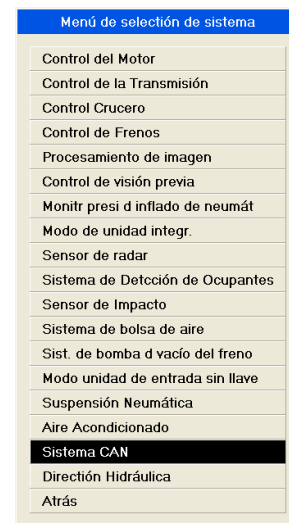 Menú de selectión de sistema
Control del Motor
Control de la Transmisión
Control Crucero
Control de Frenos
Procesamiento de imagen
Control de visión previa
Monitr presi d inflado de neumát
Modo de unidad integr.
Sensor de radar
Sistema de Detcción de Ocupantes
Sensor de Impacto
Sistema de bolsa de aire
Sist. de bomba d vacío del freno
Modo unidad de entrada sin llave
Suspensión Neumática
Aire Acondicionado
Sistema CAN
Directión Hidráulica
Atrás